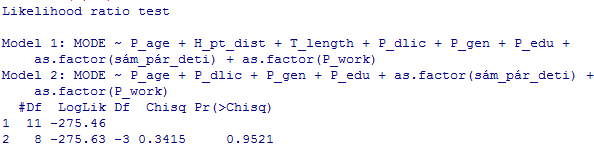 Likelihood ratio test
Model 1: MODE ~ P_age + H_pt_dist + T_length + P_dlic + P_gen + P_edu +
as.factor(sám_pár_deti) + as.factor(P_work)
Model 2: MODE ~ P_age + P_dlic + P_gen + P_edu + as.factor(sám_pár_deti) +
as.factor(P_work)
#Df LogLik Df Chisq Pr(>Chisq)
1 11 -275.46
2 8 -275.63 -3 0.3415 0.9521